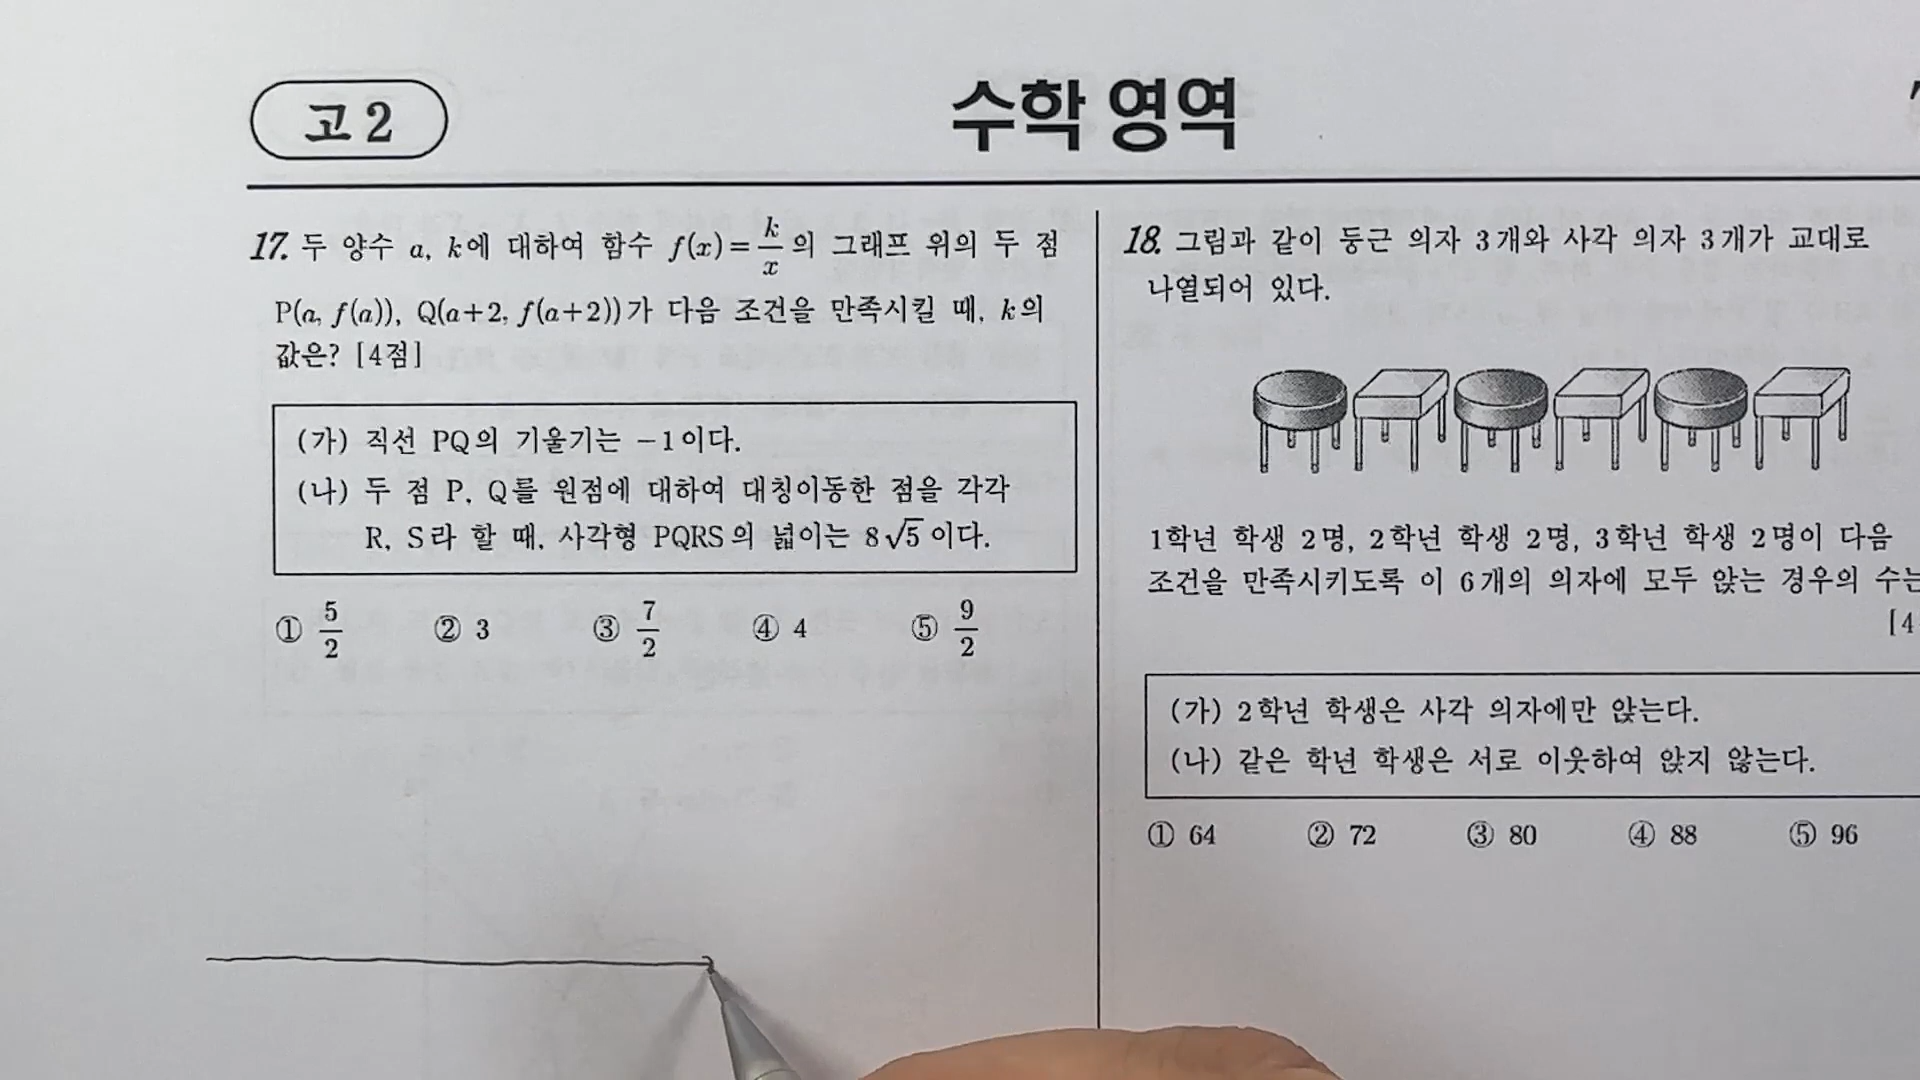 고 2
수학 영역
17. 두 양수 a, k에 대하여 함수 f(x)=k/x의 그래프 위의 두 점
P(a, f(a)), Q(a+2, f(a+2))가 다음 조건을 만족시킬 때, k의
값은? [4점]
(가) 직선 PQ의 기울기는 -1이다.
(나) 두 점 P, Q를 원점에 대하여 대칭이동한 점을 각각
R, S라 할 때, 사각형 PQRS의 넓이는 8√5이다.
① 5/2 ② 3 ③ 7/2 ④ 4 ⑤ 9/2
18. 그림과 같이 둥근 의자 3개와 사각 의자 3개가 교대로
나열되어 있다.
1학년 학생 2명, 2학년 학생 2명, 3학년 학생 2명이 다음
조건을 만족시키도록 이 6개의 의자에 모두 앉는 경우의 수는
[4
(가) 2학년 학생은 사각 의자에만 앉는다.
(나) 같은 학년 학생은 서로 이웃하여 앉지 않는다.
① 64 ② 72 ③ 80 ④ 88 ⑤ 96